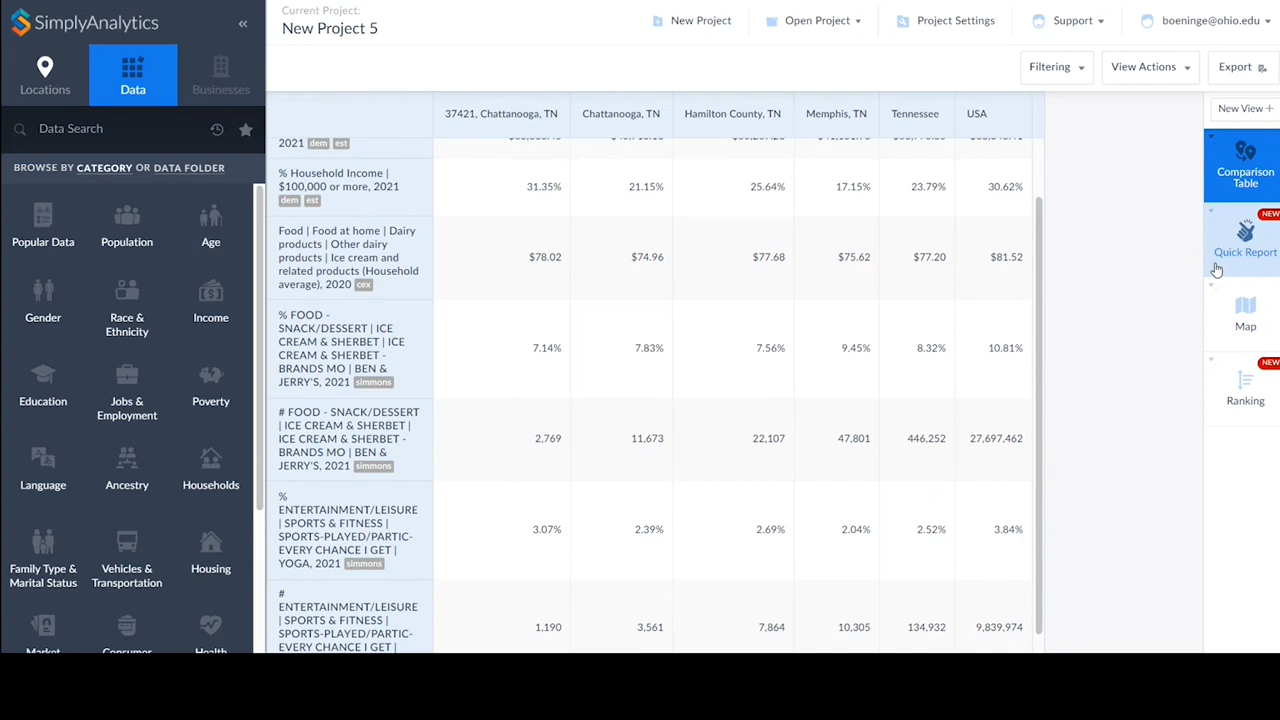 SimplyAnalytics
«
Current Project:
New Project 5
New Project
Open Project
Project Settings
Support
boeninge@ohio.edu
Locations
Data
Businesses
Filtering
View Actions
Export
Data Search
BROWSE BY CATEGORY OR DATA FOLDER
Popular Data
Population
Age
Gender
Race &
Ethnicity
Income
Education
Jobs &
Employment
Poverty
Language
Ancestry
Households
Family Type &
Marital Status
Vehicles &
Transportation
Housing
Market
Consumer
Health
37421, Chattanooga, TN
Chattanooga, TN
Hamilton County, TN
Memphis, TN
Tennessee
USA
2021 dem est
% Household Income |
$100,000 or more, 2021
dem est
31.35%
21.15%
25.64%
17.15%
23.79%
30.62%
Food | Food at home | Dairy
products | Other dairy
products | Ice cream and
related products (Household
average), 2020 cex
$78.02
$74.96
$77.68
$75.62
$77.20
$81.52
% FOOD -
SNACK/DESSERT | ICE
CREAM & SHERBET | ICE
CREAM & SHERBET -
BRANDS MO | BEN &
JERRY'S, 2021 simmons
7.14%
7.83%
7.56%
9.45%
8.32%
10.81%
# FOOD - SNACK/DESSERT
| ICE CREAM & SHERBET |
ICE CREAM & SHERBET -
BRANDS MO | BEN &
JERRY'S, 2021 simmons
2,769
11,673
22,107
47,801
446,252
27,697,462
%
ENTERTAINMENT/LEISURE
| SPORTS & FITNESS |
SPORTS-PLAYED/PARTIC-
EVERY CHANCE I GET |
YOGA, 2021 simmons
3.07%
2.39%
2.69%
2.04%
2.52%
3.84%
#
ENTERTAINMENT/LEISURE
| SPORTS & FITNESS |
SPORTS-PLAYED/PARTIC-
EVERY CHANCE I GET |
1,190
3,561
7,864
10,305
134,932
9,839,974
New View +
Comparison
Table
NEW
Quick Report
Map
NEW
Ranking